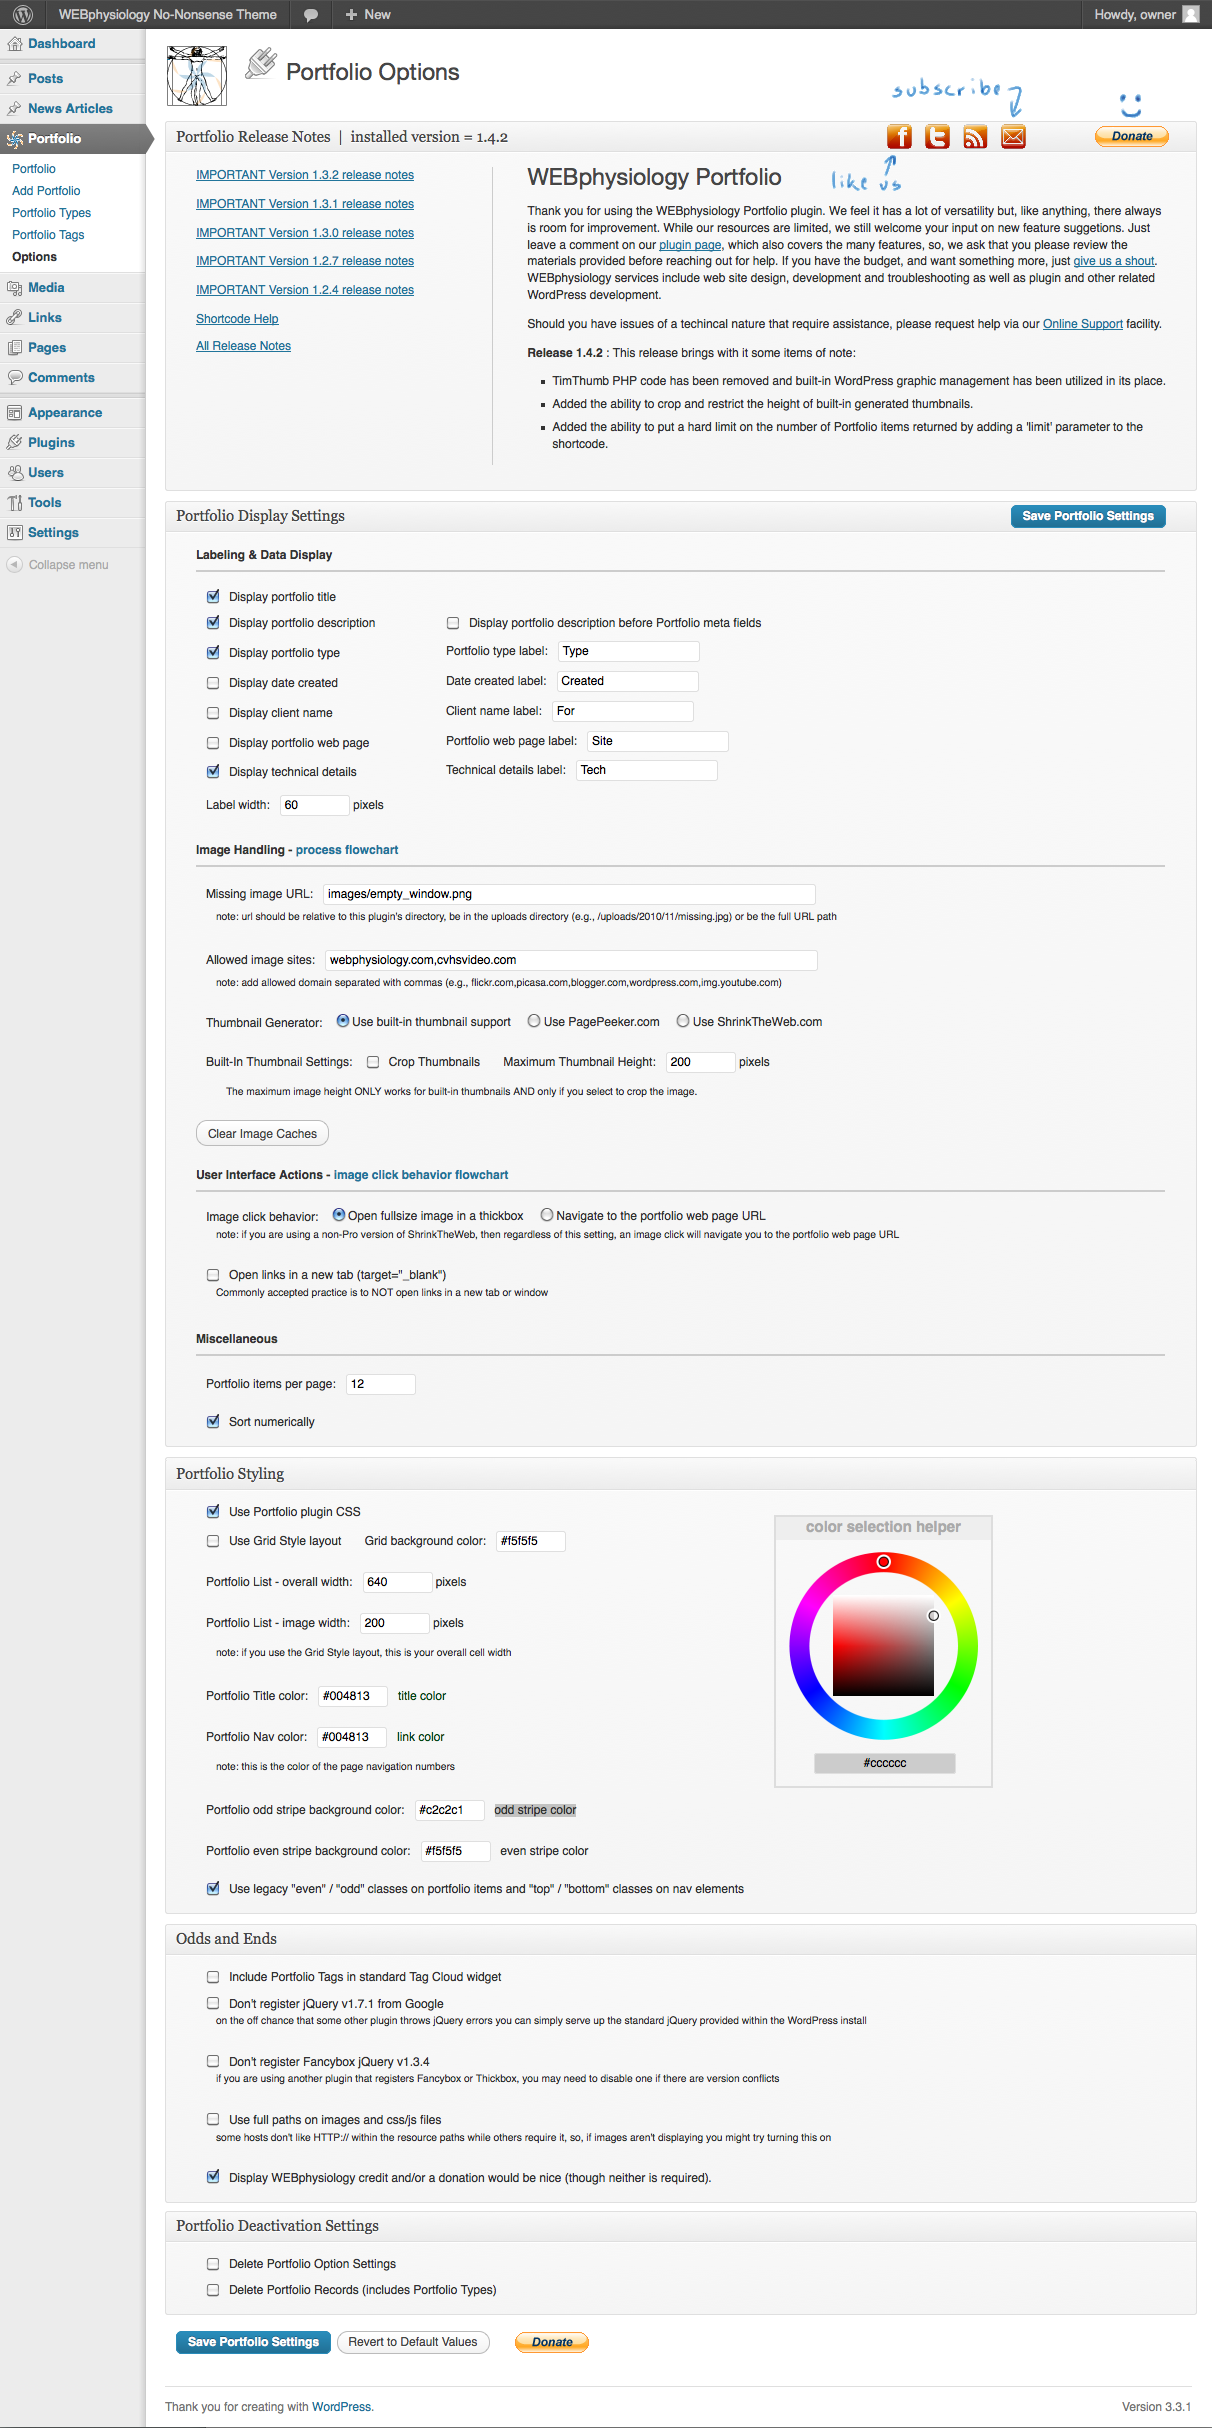 WEBphysiology No-Nonsense Theme
New
Howdy, owner
Dashboard
Posts
News Articles
Portfolio
Portfolio
Add Portfolio
Portfolio Types
Portfolio Tags
Options
Media
Links
Pages
Comments
Appearance
Plugins
Users
Tools
Settings
Collapse menu
Portfolio Options
subscribe
Portfolio Release Notes | installed version = 1.4.2
Donate
like us
IMPORTANT Version 1.3.2 release notes
IMPORTANT Version 1.3.1 release notes
IMPORTANT Version 1.3.0 release notes
IMPORTANT Version 1.2.7 release notes
IMPORTANT Version 1.2.4 release notes
Shortcode Help
All Release Notes
WEBphysiology Portfolio
Thank you for using the WEBphysiology Portfolio plugin. We feel it has a lot of versatility but, like anything, there always
is room for improvement. While our resources are limited, we still welcome your input on new feature suggetions. Just
leave a comment on our plugin page, which also covers the many features, so, we ask that you please review the
materials provided before reaching out for help. If you have the budget, and want something more, just give us a shout.
WEBphysiology services include web site design, development and troubleshooting as well as plugin and other related
WordPress development.
Should you have issues of a techincal nature that require assistance, please request help via our Online Support facility.
Release 1.4.2 : This release brings with it some items of note:
TimThumb PHP code has been removed and built-in WordPress graphic management has been utilized in its place.
Added the ability to crop and restrict the height of built-in generated thumbnails.
Added the ability to put a hard limit on the number of Portfolio items returned by adding a 'limit' parameter to the
shortcode.
Portfolio Display Settings
Save Portfolio Settings
Labeling & Data Display
Display portfolio title
Display portfolio description
Display portfolio description before Portfolio meta fields
Display portfolio type
Portfolio type label: Type
Display date created
Date created label: Created
Display client name
Client name label: For
Display portfolio web page
Portfolio web page label: Site
Display technical details
Technical details label: Tech
Label width: 60 pixels
Image Handling - process flowchart
Missing image URL: images/empty_window.png
note: url should be relative to this plugin's directory, be in the uploads directory (e.g., /uploads/2010/11/missing.jpg) or be the full URL path
Allowed image sites: webphysiology.com,cvhsvideo.com
note: add allowed domain separated with commas (e.g., flickr.com,picasa.com,blogger.com,wordpress.com,img.youtube.com)
Thumbnail Generator: Use built-in thumbnail support Use PagePeeker.com Use ShrinkTheWeb.com
Built-In Thumbnail Settings: Crop Thumbnails Maximum Thumbnail Height: 200 pixels
The maximum image height ONLY works for built-in thumbnails AND only if you select to crop the image.
Clear Image Caches
User Interface Actions - image click behavior flowchart
Image click behavior: Open fullsize image in a thickbox Navigate to the portfolio web page URL
note: if you are using a non-Pro version of ShrinkTheWeb, then regardless of this setting, an image click will navigate you to the portfolio web page URL
Open links in a new tab (target="_blank")
Commonly accepted practice is to NOT open links in a new tab or window
Miscellaneous
Portfolio items per page: 12
Sort numerically
Portfolio Styling
Use Portfolio plugin CSS
Use Grid Style layout Grid background color: #f5f5f5
Portfolio List - overall width: 640 pixels
Portfolio List - image width: 200 pixels
note: if you use the Grid Style layout, this is your overall cell width
Portfolio Title color: #004813 title color
Portfolio Nav color: #004813 link color
note: this is the color of the page navigation numbers
Portfolio odd stripe background color: #c2c2c1 odd stripe color
Portfolio even stripe background color: #f5f5f5 even stripe color
Use legacy "even" / "odd" classes on portfolio items and "top" / "bottom" classes on nav elements
color selection helper
#cccccc
Odds and Ends
Include Portfolio Tags in standard Tag Cloud widget
Don't register jQuery v1.7.1 from Google
on the off chance that some other plugin throws jQuery errors you can simply serve up the standard jQuery provided within the WordPress install
Don't register Fancybox jQuery v1.3.4
if you are using another plugin that registers Fancybox or Thickbox, you may need to disable one if there are version conflicts
Use full paths on images and css/js files
some hosts don't like HTTP:// within the resource paths while others require it, so, if images aren't displaying you might try turning this on
Display WEBphysiology credit and/or a donation would be nice (though neither is required).
Portfolio Deactivation Settings
Delete Portfolio Option Settings
Delete Portfolio Records (includes Portfolio Types)
Save Portfolio Settings
Revert to Default Values
Donate
Thank you for creating with WordPress.
Version 3.3.1